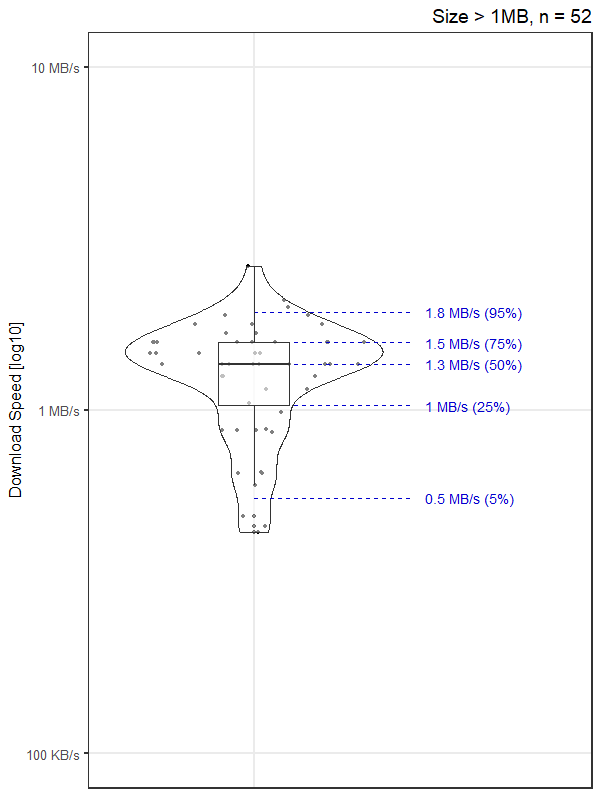 Size > 1MB, n = 52
10 MB/s
1.8 MB/s (95%)
1.5 MB/s (75%)
1.3 MB/s (50%)
1 MB/s
1 MB/s (25%)
0.5 MB/s (5%)
100 KB/s
Download Speed [log10]